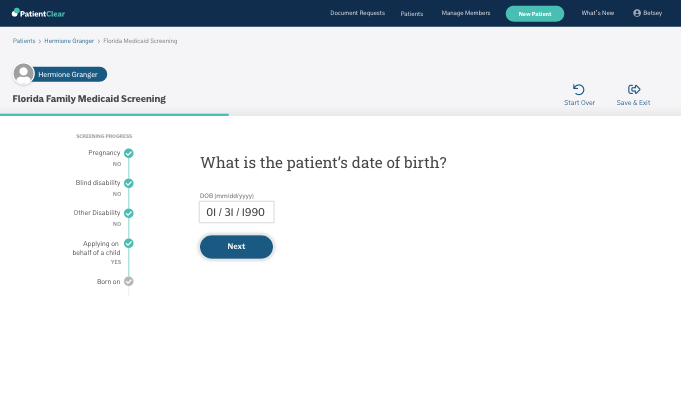 PatientClear
Document Requests
Patients
Manage Members
New Patient
What's New
Betsey
Patients > Hermione Granger > Florida Medicaid Screening
Hermione Granger
Florida Family Medicaid Screening
Start Over
Save & Exit
SCREENING PROGRESS
Pregnancy
NO
Blind disability
NO
Other Disability
NO
Applying on
behalf of a child
YES
Born on
What is the patient's date of birth?
DOB (mm/dd/yyyy)
01 / 31 / 1990
Next